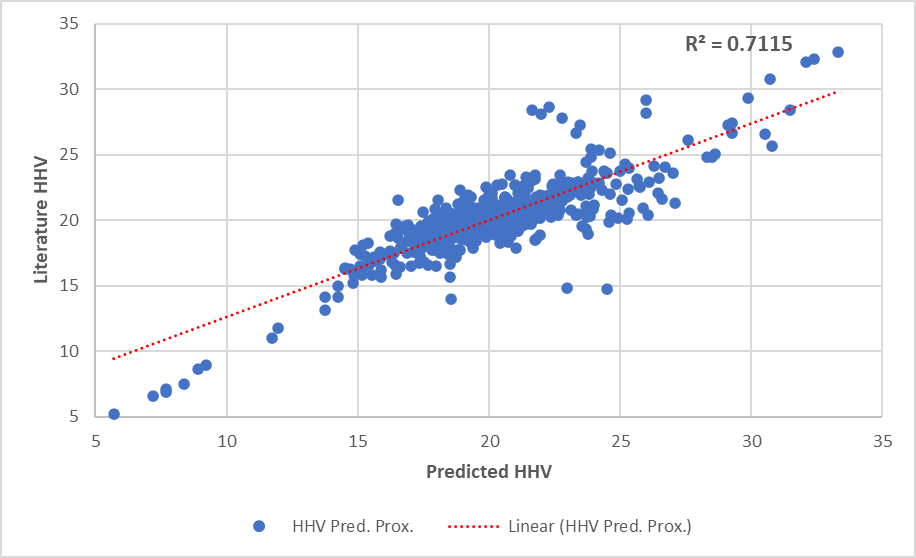 35
R² = 0.7115
30
25
20
15
10
5
Literature HHV
5 10 15 20 25 30 35
Predicted HHV
HHV Pred. Prox. Linear (HHV Pred. Prox.)